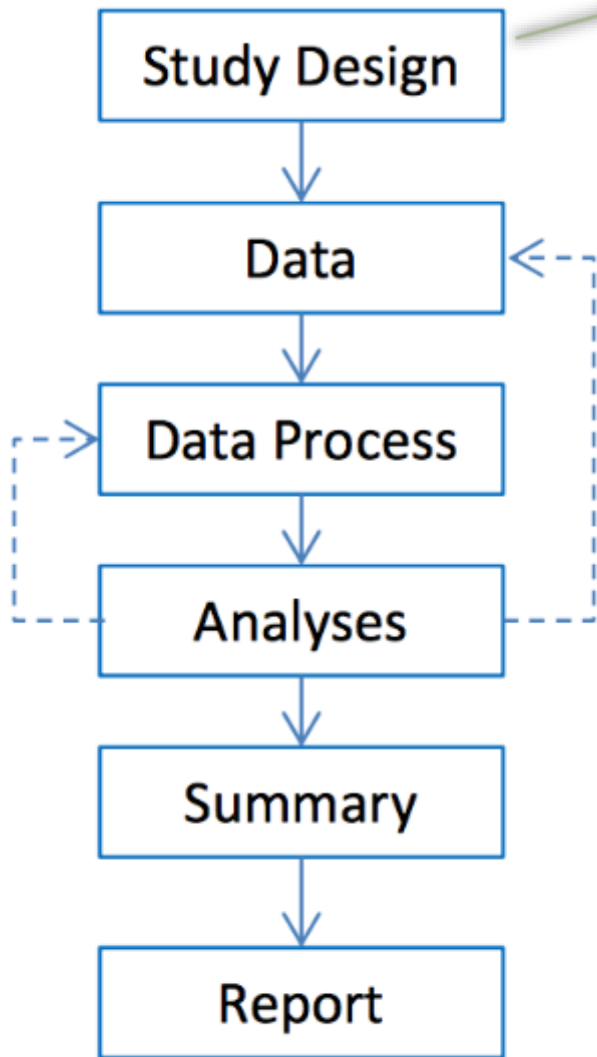 Study Design
Data
Data Process
Analyses
Summary
Report